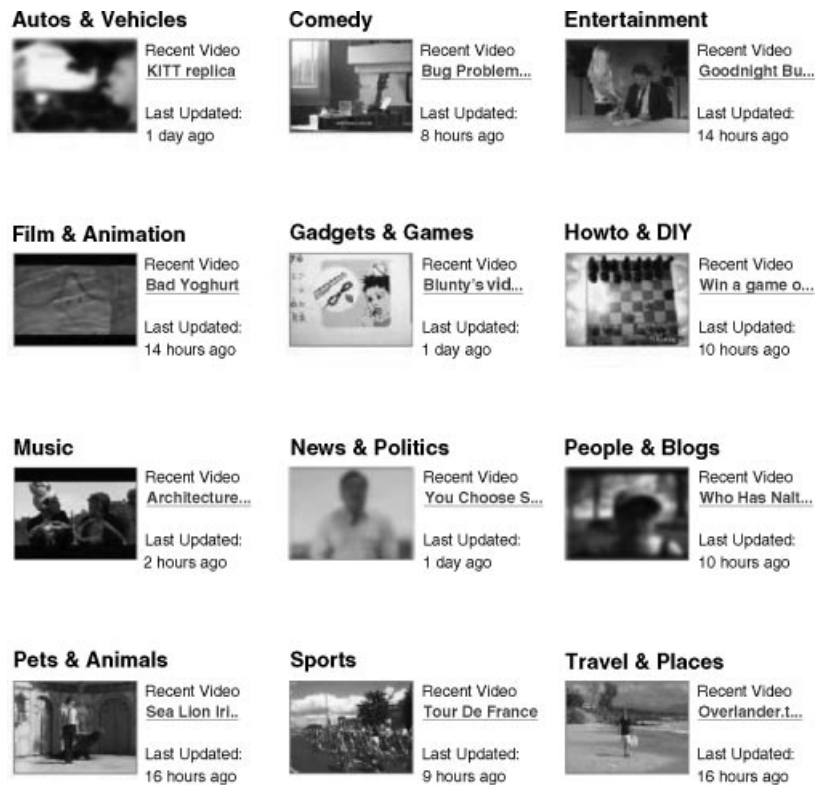 Autos & Vehicles
Recent Video
KITT replica
Last Updated:
1 day ago
Comedy
Recent Video
Bug Problem...
Last Updated:
8 hours ago
Entertainment
Recent Video
Goodnight Bu...
Last Updated:
14 hours ago
Film & Animation
Recent Video
Bad Yoghurt
Last Updated:
14 hours ago
Gadgets & Games
Recent Video
Blunty's vid...
Last Updated:
1 day ago
Howto & DIY
Recent Video
Win a game o...
Last Updated:
10 hours ago
Music
Recent Video
Architecture...
Last Updated:
2 hours ago
News & Politics
Recent Video
You Choose S...
Last Updated:
1 day ago
People & Blogs
Recent Video
Who Has Nalt...
Last Updated:
10 hours ago
Pets & Animals
Recent Video
Sea Lion Iri..
Last Updated:
16 hours ago
Sports
Recent Video
Tour De France
Last Updated:
9 hours ago
Travel & Places
Recent Video
Overlander.t...
Last Updated:
16 hours ago